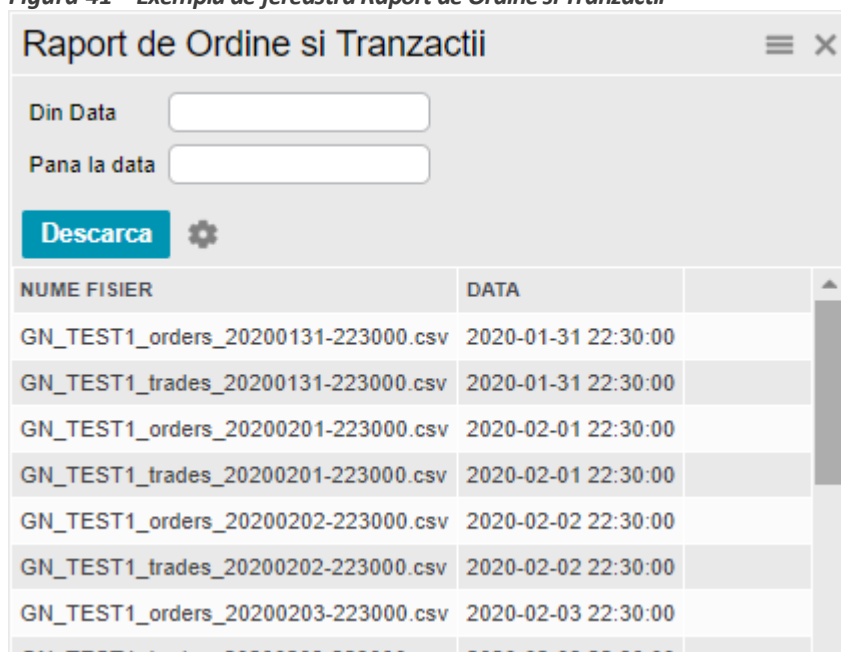 Raport de Ordine si Tranzactii
Din Data
Pana la data
Descarca
NUME FISIER DATA
GN_TEST1_orders_20200131-223000.csv 2020-01-31 22:30:00
GN_TEST1_trades_20200131-223000.csv 2020-01-31 22:30:00
GN_TEST1_orders_20200201-223000.csv 2020-02-01 22:30:00
GN_TEST1_trades_20200201-223000.csv 2020-02-01 22:30:00
GN_TEST1_orders_20200202-223000.csv 2020-02-02 22:30:00
GN_TEST1_trades_20200202-223000.csv 2020-02-02 22:30:00
GN_TEST1_orders_20200203-223000.csv 2020-02-03 22:30:00